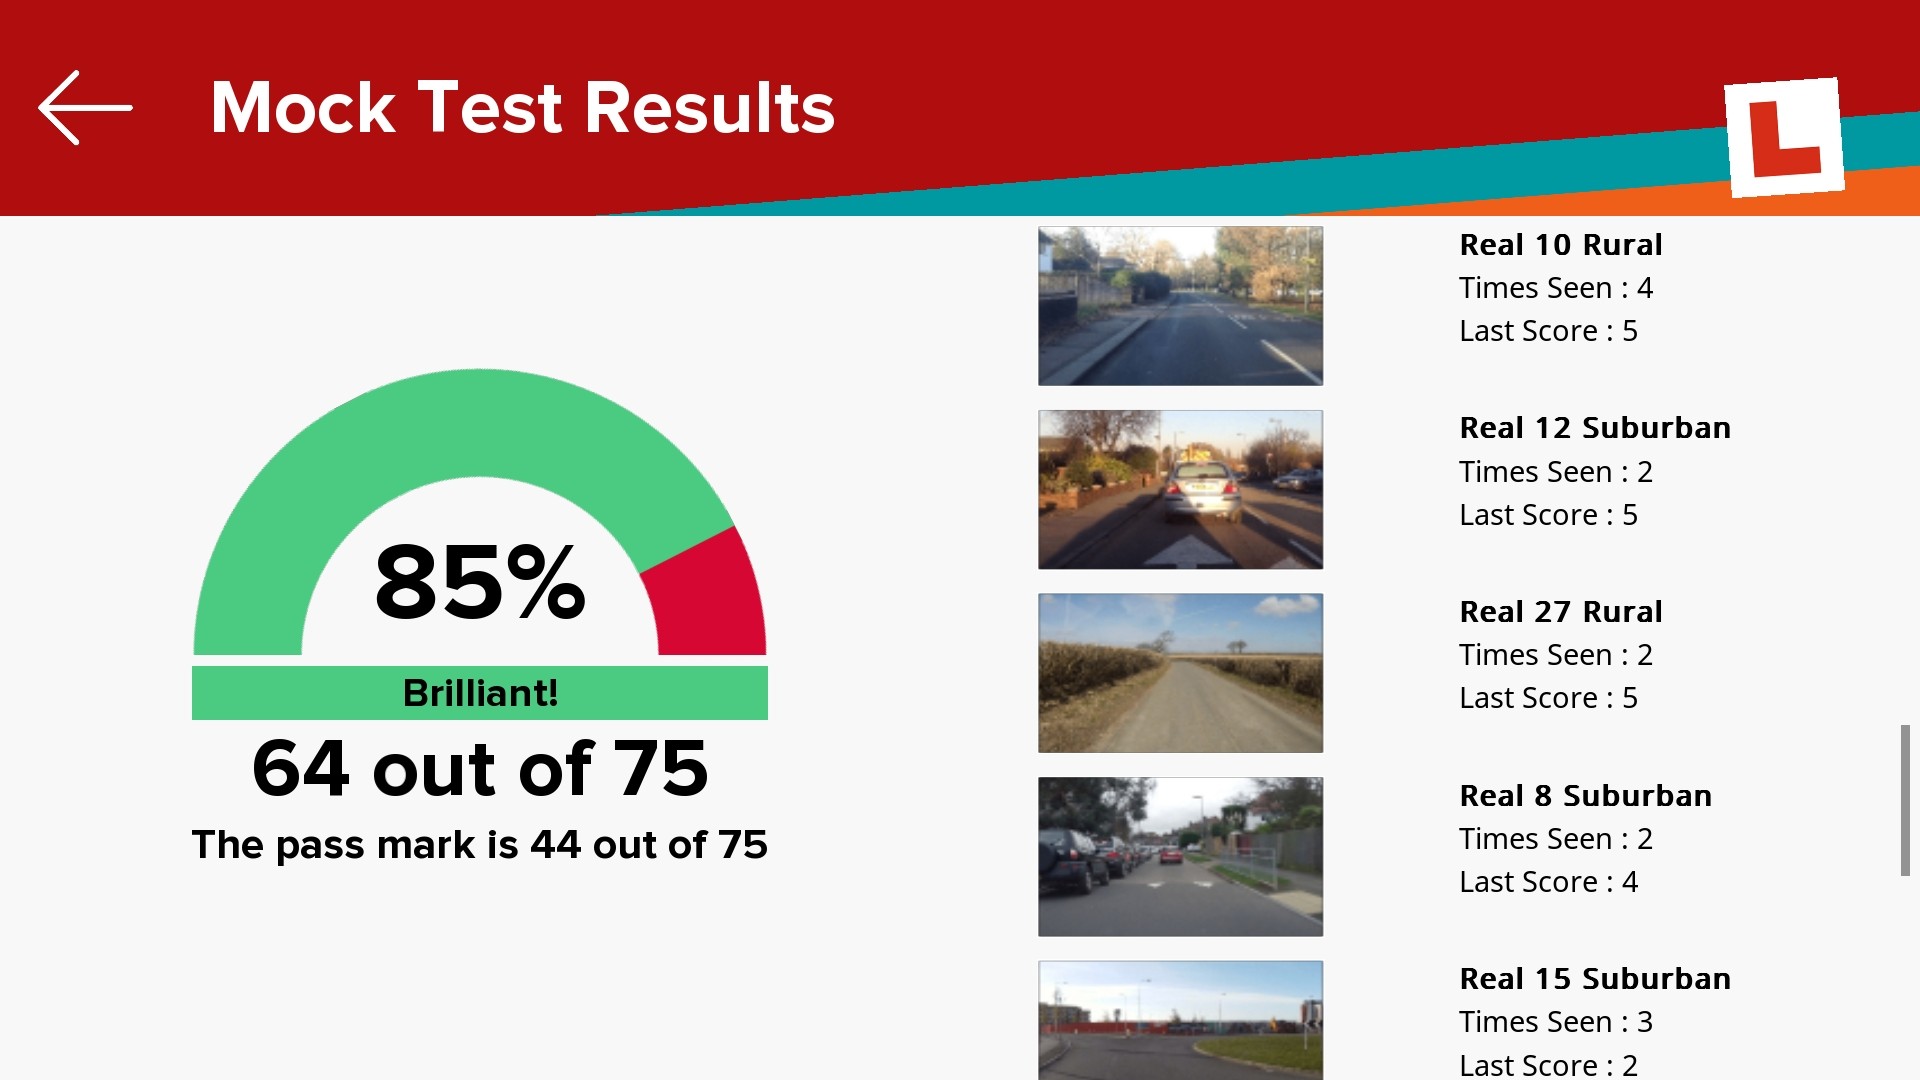 Mock Test Results
L
85%
Brilliant!
64 out of 75
The pass mark is 44 out of 75
Real 10 Rural
Times Seen : 4
Last Score : 5
Real 12 Suburban
Times Seen : 2
Last Score : 5
Real 27 Rural
Times Seen : 2
Last Score : 5
Real 8 Suburban
Times Seen : 2
Last Score : 4
Real 15 Suburban
Times Seen : 3
Last Score : 2